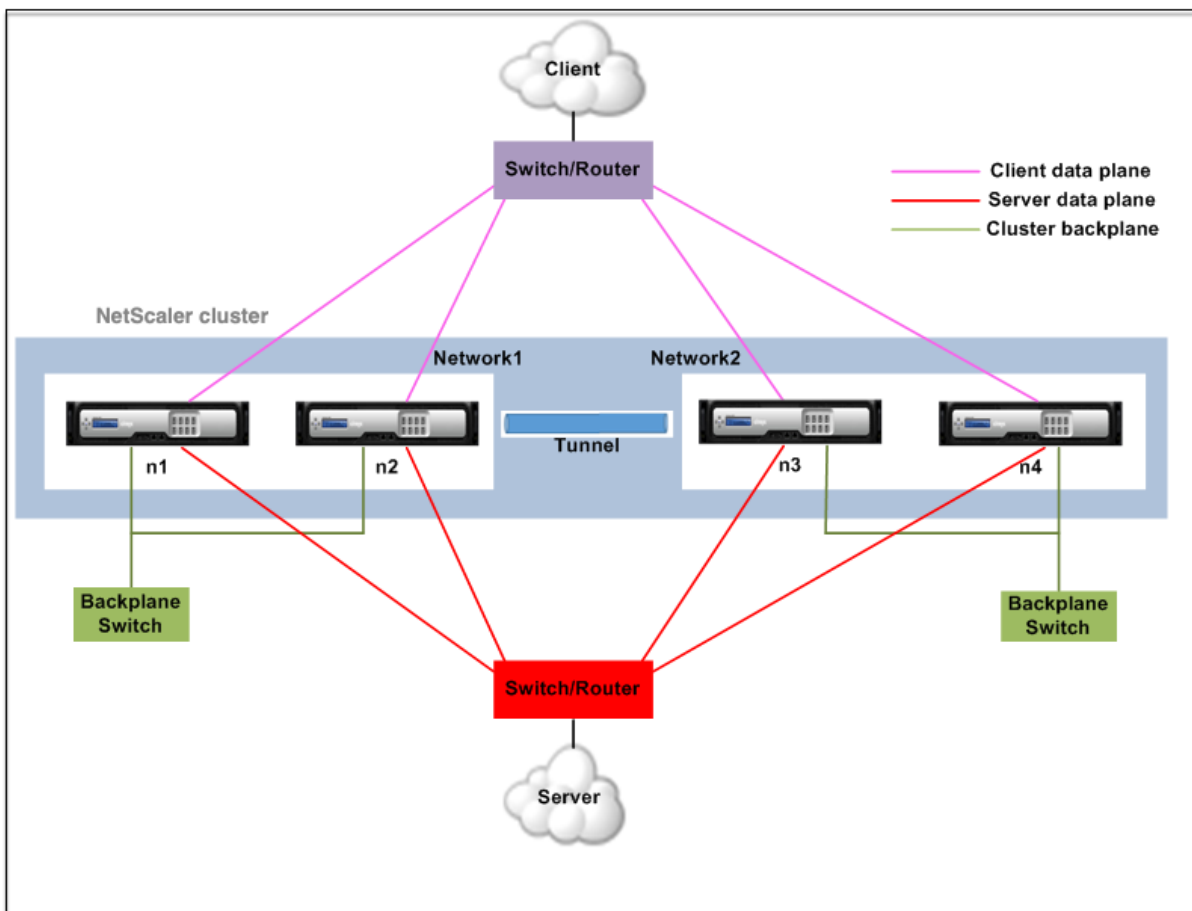 Client
Switch/Router
Client data plane
Server data plane
Cluster backplane
NetScaler cluster
Network1
Network2
Tunnel
n1
n2
n3
n4
Backplane
Switch
Backplane
Switch
Switch/Router
Server